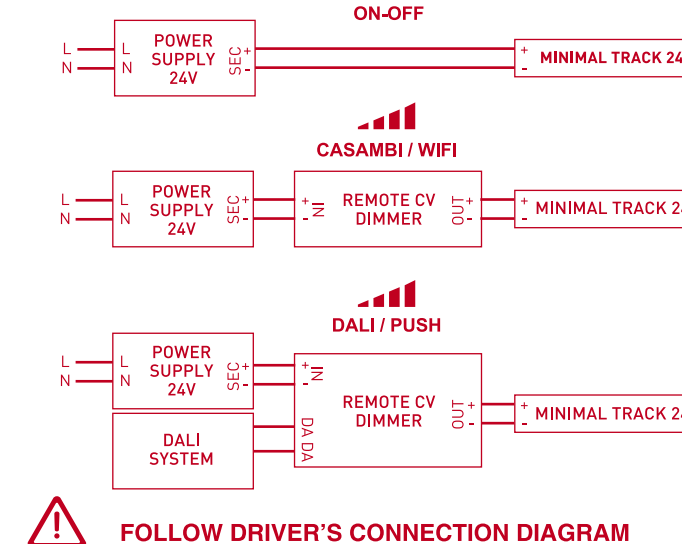 ON-OFF
L L POWER SUPPLY 24V SEC + -
N N
+ - MINIMAL TRACK 24
CASAMBI / WIFI
L L POWER SUPPLY 24V SEC + -
N N
+ - IN REMOTE CV DIMMER OUT + -
+ - MINIMAL TRACK 24
DALI / PUSH
L L POWER SUPPLY 24V SEC + -
N N
+ - IN REMOTE CV DIMMER OUT + -
DA DA
+ - MINIMAL TRACK 24
DALI
SYSTEM
FOLLOW DRIVER'S CONNECTION DIAGRAM